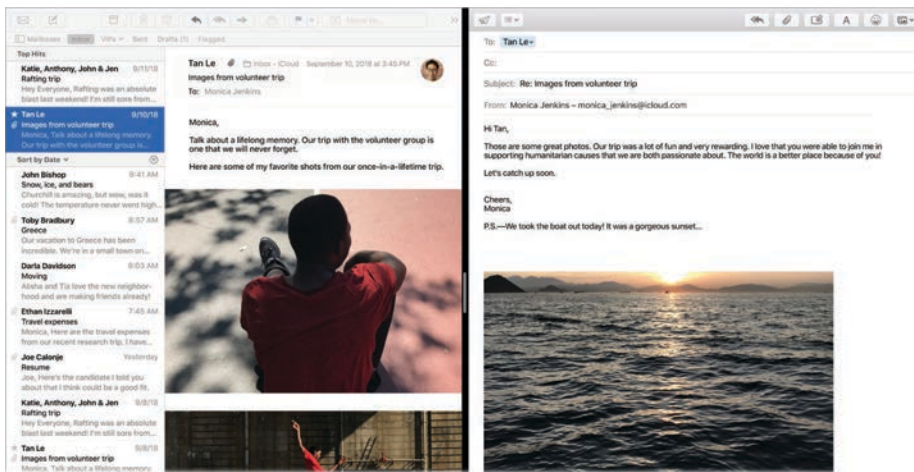 Mailboxes Inbox VIPs Sent Drafts (1) Flagged
Top Hits
Katie, Anthony, John & Jen 9/11/18
Rafting trip
Hey Everyone, Rafting was an absolute
blast last weekend! I'm still sore from...
Tan Le 9/10/18
Images from volunteer trip
Monica, Talk about a lifelong memory.
Our trip with the volunteer group is...
Sort by Date
John Bishop 9:41 AM
Snow, ice, and bears
Churchill is amazing, but wow, was it
cold! The temperature never went high...
Toby Bradbury 8:57 AM
Greece
Our vacation to Greece has been
incredible. We're in a small town on...
Darla Davidson 8:03 AM
Moving
Alisha and Tia love the new neighbor-
hood and are making friends already!
Ethan Izzarelli 7:45 AM
Travel expenses
Monica, Here are the travel expenses
from our recent research trip. I have...
Joe Calonje Yesterday
Resume
Joe, Here's the candidate I told you
about that I think could be a good fit.
Katie, Anthony, John & Jen 9/8/18
Rafting trip
Hey Everyone, Rafting was an absolute
blast last weekend! I'm still sore from...
Tan Le 9/8/18
Images from volunteer trip
Monica, Talk about a lifelong memory
Move to...
Tan Le Inbox - iCloud September 10, 2018 at 3:45 PM
Images from volunteer trip
To: Monica Jenkins
Monica,
Talk about a lifelong memory. Our trip with the volunteer group is
one that we will never forget.
Here are some of my favorite shots from our once-in-a-lifetime trip.
To: Tan Le
Cc:
Subject: Re: Images from volunteer trip
From: Monica Jenkins – monica_jenkins@icloud.com
Hi Tan,
Those are some great photos. Our trip was a lot of fun and very rewarding. I love that you were able to join me in
supporting humanitarian causes that we are both passionate about. The world is a better place because of you!
Let's catch up soon.
Cheers,
Monica
P.S.—We took the boat out today! It was a gorgeous sunset...